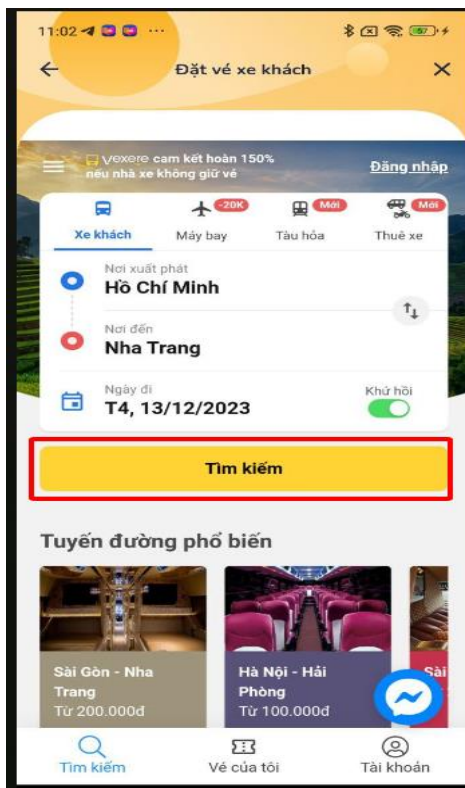 11:02
67
Đặt vé xe khách
vexere cam kết hoàn 150%
nếu nhà xe không giữ vé
Đăng nhập
-20K
Mới
Mới
Xe khách
Máy bay
Tàu hỏa
Thuê xe
Nơi xuất phát
Hồ Chí Minh
Nơi đến
Nha Trang
Ngày đi
T4, 13/12/2023
Khứ hồi
Tìm kiếm
Tuyến đường phổ biến
Sài Gòn - Nha
Trang
Từ 200.000đ
Hà Nội - Hải
Phòng
Từ 100.000đ
Sài
Tìm kiếm
Vé của tôi
Tài khoản